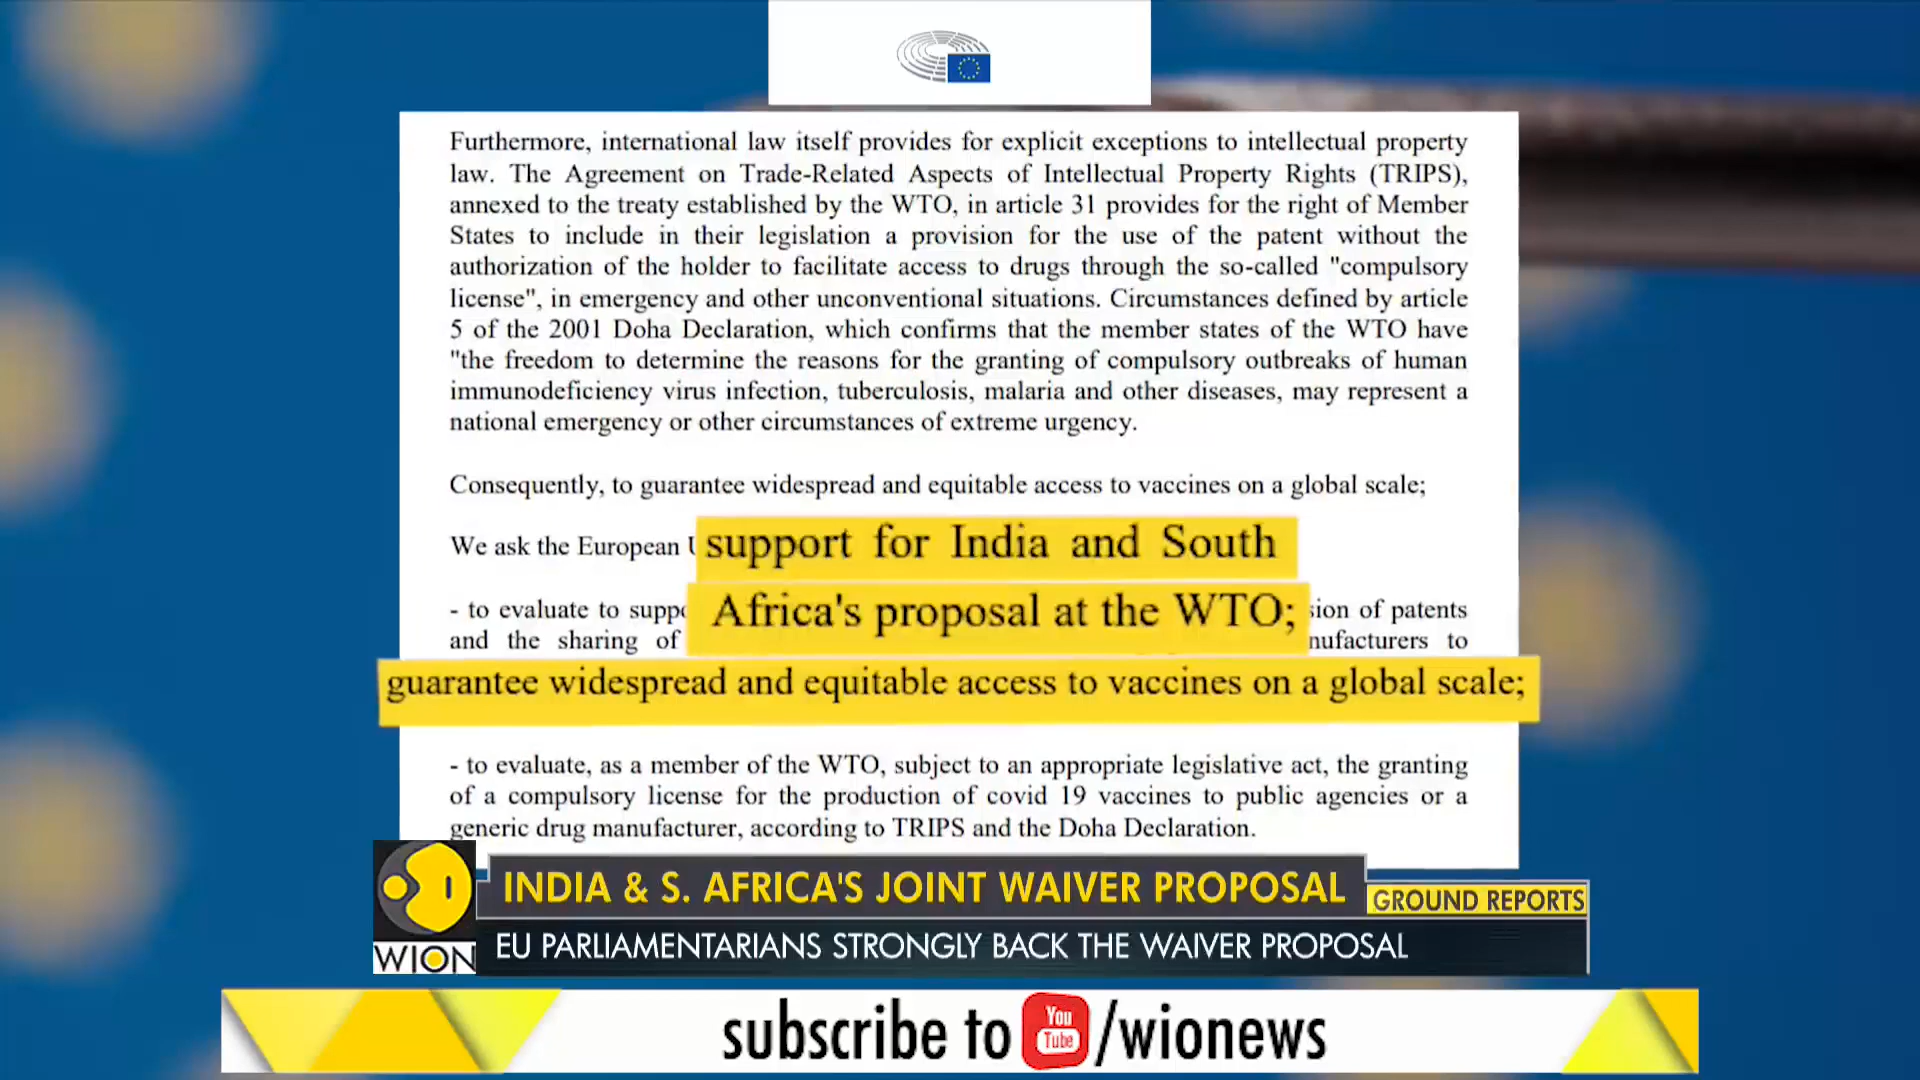 Furthermore, international law itself provides for explicit exceptions to intellectual property
law. The Agreement on Trade-Related Aspects of Intellectual Property Rights (TRIPS),
annexed to the treaty established by the WTO, in article 31 provides for the right of Member
States to include in their legislation a provision for the use of the patent without the
authorization of the holder to facilitate access to drugs through the so-called "compulsory
license", in emergency and other unconventional situations. Circumstances defined by article
5 of the 2001 Doha Declaration, which confirms that the member states of the WTO have
"the freedom to determine the reasons for the granting of compulsory outbreaks of human
immunodeficiency virus infection, tuberculosis, malaria and other diseases, may represent a
national emergency or other circumstances of extreme urgency.
Consequently, to guarantee widespread and equitable access to vaccines on a global scale;
We ask the European
support for India and South
- to evaluate to
Africa's proposal at the WTO;
of patents
and the sharing of
to
guarantee widespread and equitable access to vaccines on a global scale;
- to evaluate, as a member of the WTO, subject to an appropriate legislative act, the granting
of a compulsory license for the production of covid 19 vaccines to public agencies or a
generic drug manufacturer, according to TRIPS and the Doha Declaration.
INDIA & S. AFRICA'S JOINT WAIVER PROPOSAL
GROUND REPORTS
WION
EU PARLIAMENTARIANS STRONGLY BACK THE WAIVER PROPOSAL
subscribe to You Tube /wionews